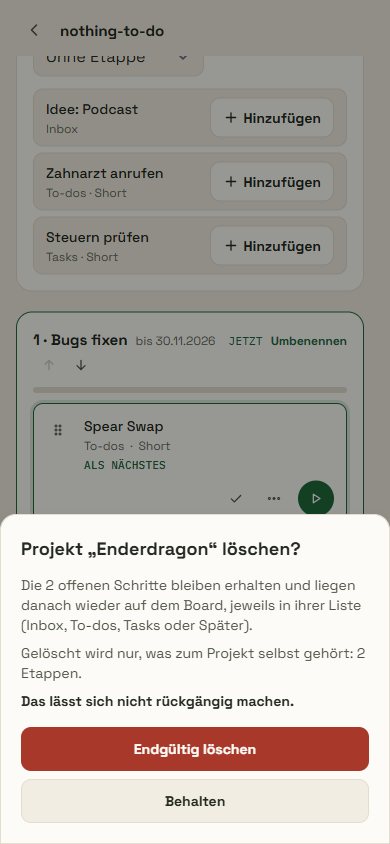 nothing-to-do
Ohne Etappe
Idee: Podcast
Inbox
+ Hinzufügen
Zahnarzt anrufen
To-dos · Short
+ Hinzufügen
Steuern prüfen
Tasks · Short
+ Hinzufügen
1 · Bugs fixen bis 30.11.2026 JETZT Umbenennen
Spear Swap
To-dos · Short
ALS NÄCHSTES
Projekt „Enderdragon“ löschen?
Die 2 offenen Schritte bleiben erhalten und liegen
danach wieder auf dem Board, jeweils in ihrer Liste
(Inbox, To-dos, Tasks oder Später).
Gelöscht wird nur, was zum Projekt selbst gehört: 2
Etappen.
Das lässt sich nicht rückgängig machen.
Endgültig löschen
Behalten